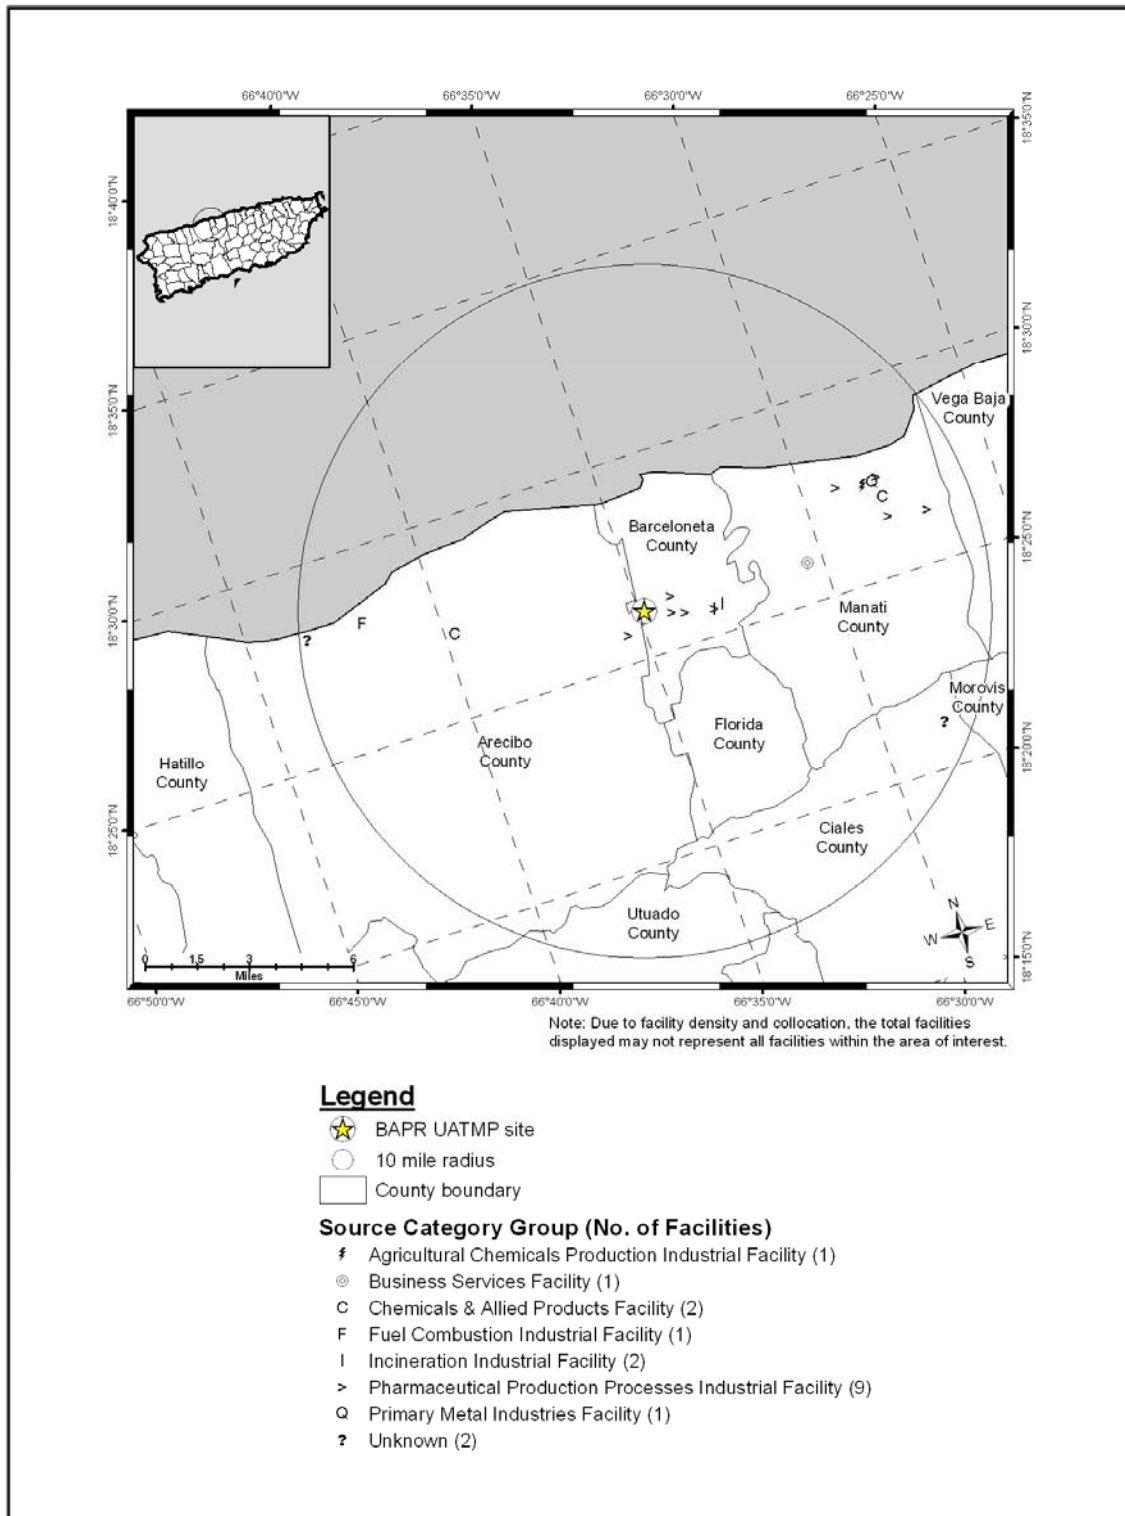 66°40'0"W
66°35'0"W
66°30'0"W
66°25'0"W
18°35'0"N
18°40'0"N
18°30'0"N
18°35'0"N
Vega Baja
County
C
18°25'0"N
Barceloneta
County
18°30'0"N
F
C
I
Manati
County
?
18°20'0"N
Morovis
County
?
Florida
County
Arecibo
County
Hatillo
County
18°25'0"N
Ciales
County
Utuado
County
N
W E
S
18°15'0"N
0 1.5 3 6
Miles
66°50'0"W
66°45'0"W
66°40'0"W
66°35'0"W
66°30'0"W
Note: Due to facility density and collocation, the total facilities
displayed may not represent all facilities within the area of interest.
Legend
BAPR UATMP site
10 mile radius
County boundary
Source Category Group (No. of Facilities)
Agricultural Chemicals Production Industrial Facility (1)
Business Services Facility (1)
C Chemicals & Allied Products Facility (2)
F Fuel Combustion Industrial Facility (1)
I Incineration Industrial Facility (2)
> Pharmaceutical Production Processes Industrial Facility (9)
Q Primary Metal Industries Facility (1)
? Unknown (2)